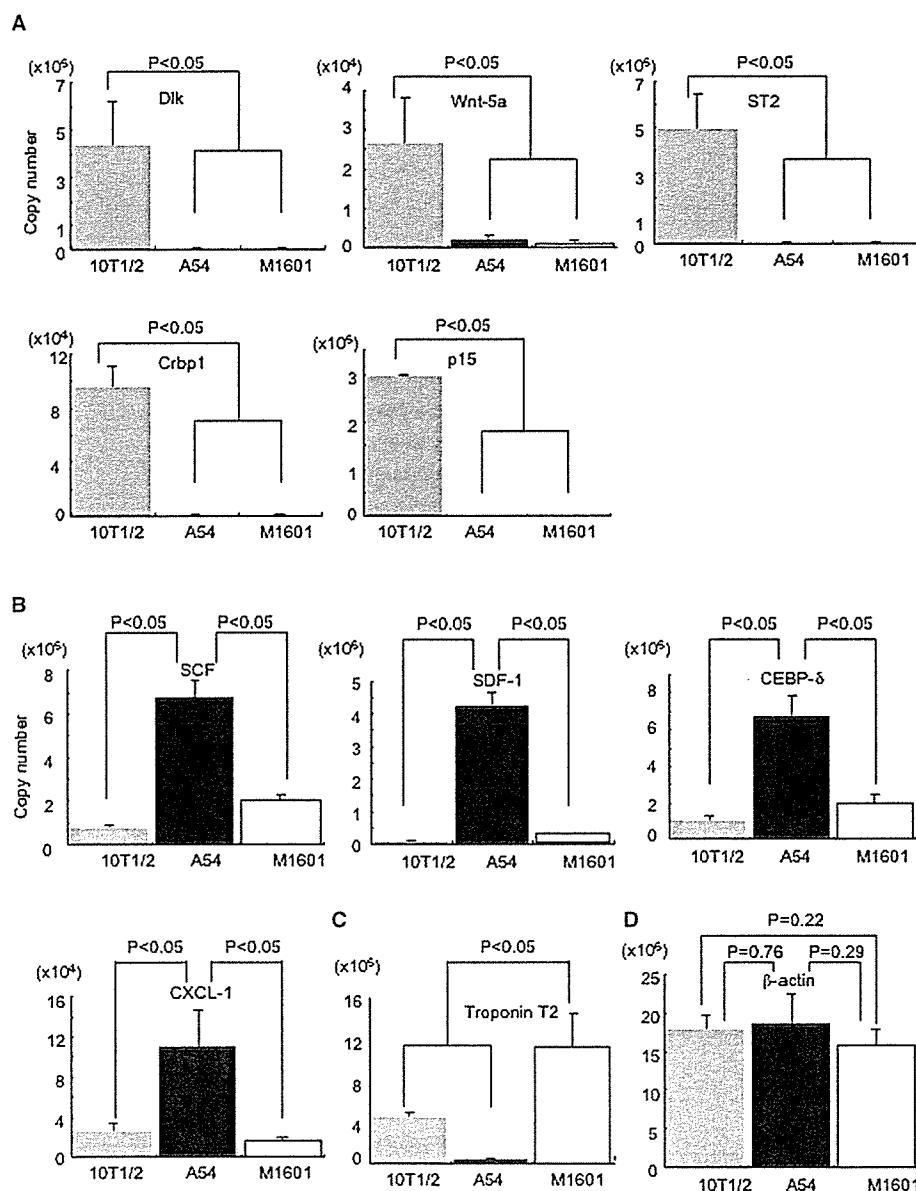 A
(x10⁵) P<0.05 (x10⁴) P<0.05 (x10⁵) P<0.05
7 Dlk 4 Wnt-5a 7 ST2
5 3 5
3 2 3
1 1 1
0 0 0
Copy number
10T1/2 A54 M1601 10T1/2 A54 M1601 10T1/2 A54 M1601
(x10⁴) P<0.05 P<0.05
12 Crbp1 p15
8 3
4 2
0 1
0
10T1/2 A54 M1601 10T1/2 A54 M1601
B
P<0.05 P<0.05 P<0.05 P<0.05 P<0.05 P<0.05
SCF SDF-1 CEBP-δ
8 5 8
6 4 6
4 3 4
2 2 2
0 1 0
0
Copy number
10T1/2 A54 M1601 10T1/2 A54 M1601 10T1/2 A54 M1601
C D
P<0.05 P<0.05 P<0.05 P=0.22
(x10⁴) P=0.76 P=0.29
CXCL-1 Troponin T2 β-actin
16 16 25
12 12 20
8 8 15
4 4 10
0 0 5
0
10T1/2 A54 M1601 10T1/2 A54 M1601 10T1/2 A54 M1601